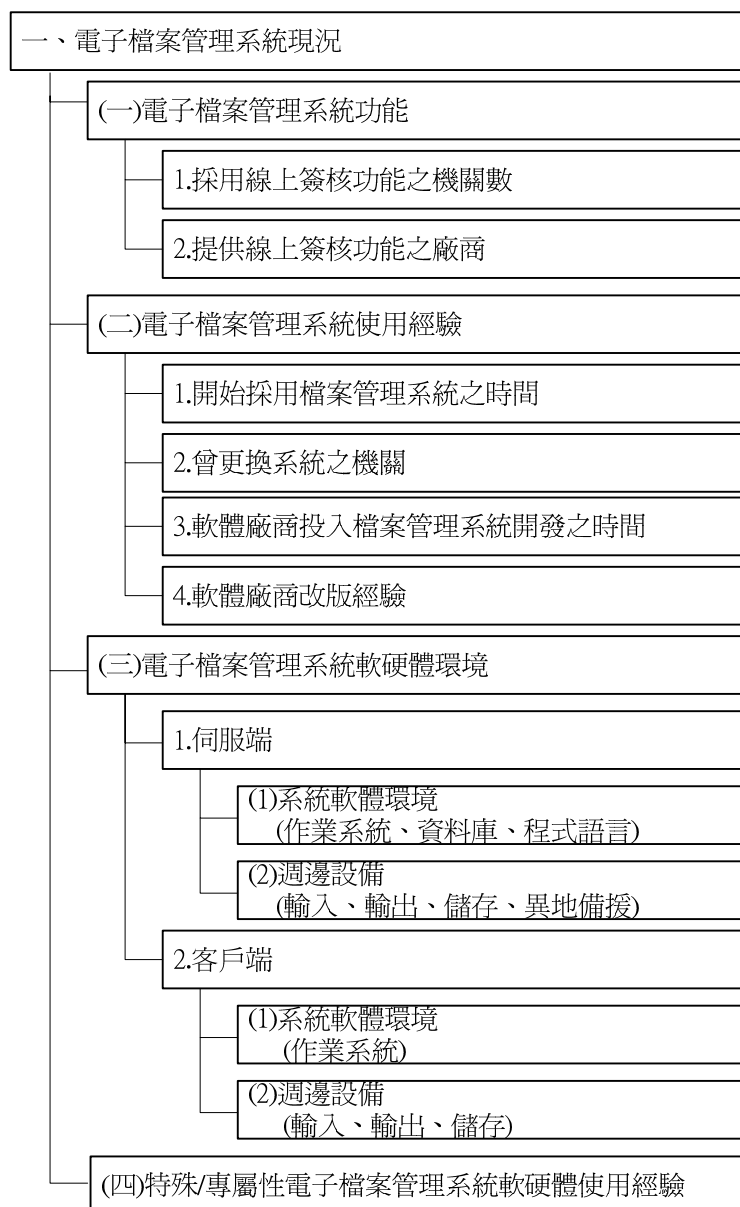 一、電子檔案管理系統現況
(一)電子檔案管理系統功能
1.採用線上簽核功能之機關數
2.提供線上簽核功能之廠商
(二)電子檔案管理系統使用經驗
1.開始採用檔案管理系統之時間
2.曾更換系統之機關
3.軟體廠商投入檔案管理系統開發之時間
4.軟體廠商改版經驗
(三)電子檔案管理系統軟硬體環境
1.伺服端
(1)系統軟體環境
(作業系統、資料庫、程式語言)
(2)週邊設備
(輸入、輸出、儲存、異地備援)
2.客戶端
(1)系統軟體環境
(作業系統)
(2)週邊設備
(輸入、輸出、儲存)
(四)特殊/專屬性電子檔案管理系統軟硬體使用經驗